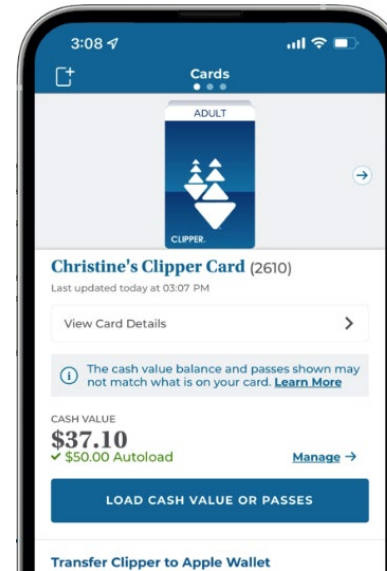 3:08
Cards
ADULT
CLIPPER.
Christine's Clipper Card (2610)
Last updated today at 03:07 PM
View Card Details
The cash value balance and passes shown may
not match what is on your card. Learn More
CASH VALUE
$37.10
✓ $50.00 Autoload
Manage →
LOAD CASH VALUE OR PASSES
Transfer Clipper to Apple Wallet